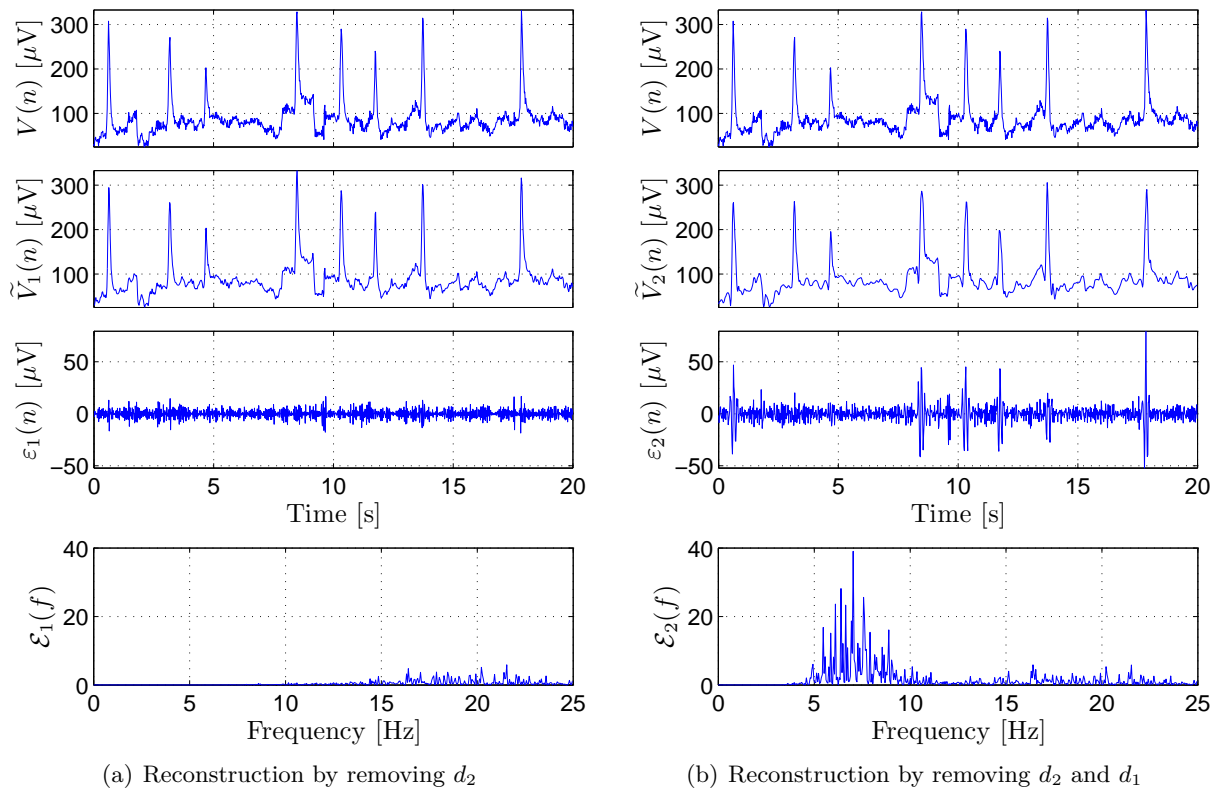 V(n) [µV]
300
200
100
Ṽ₁(n) [µV]
300
200
100
ε₁(n) [µV]
50
0
−50
0 5 10 15 20
Time [s]
ℰ₁(f)
40
20
0
0 5 10 15 20 25
Frequency [Hz]
(a) Reconstruction by removing d₂
V(n) [µV]
300
200
100
Ṽ₂(n) [µV]
300
200
100
ε₂(n) [µV]
50
0
−50
0 5 10 15 20
Time [s]
ℰ₂(f)
40
20
0
0 5 10 15 20 25
Frequency [Hz]
(b) Reconstruction by removing d₂ and d₁